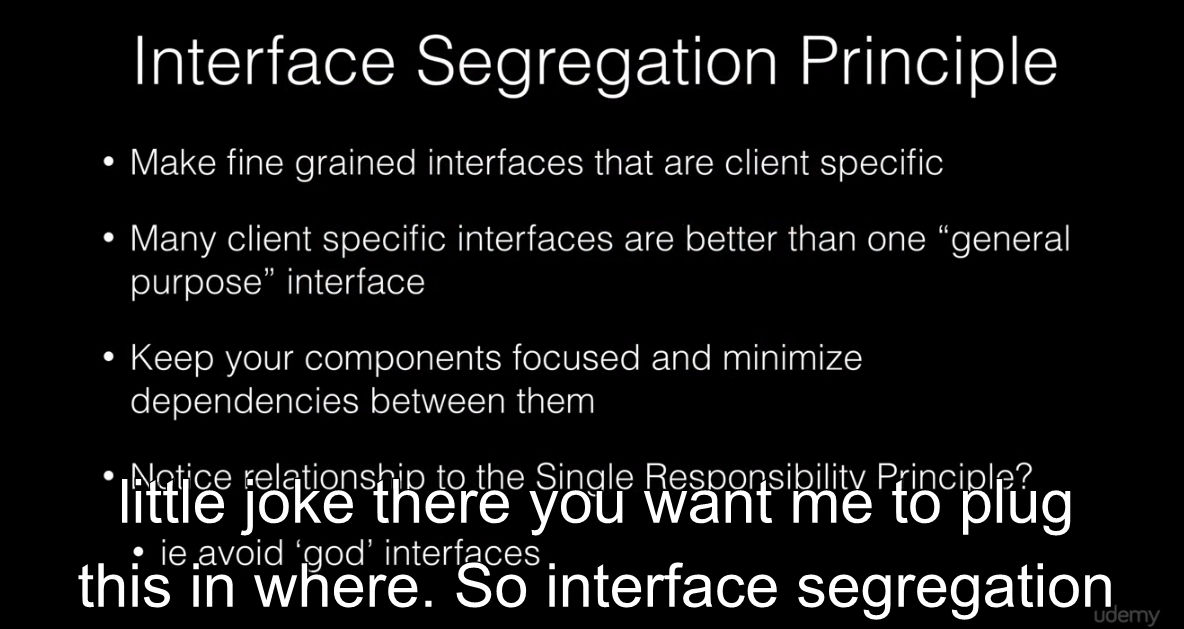 Interface Segregation Principle
• Make fine grained interfaces that are client specific
• Many client specific interfaces are better than one “general
purpose” interface
• Keep your components focused and minimize
dependencies between them
• Notice relationship to the Single Responsibility Principle?
little joke there you want me to plug
• ie avoid ‘god’ interfaces
this in where. So interface segregation
udemy